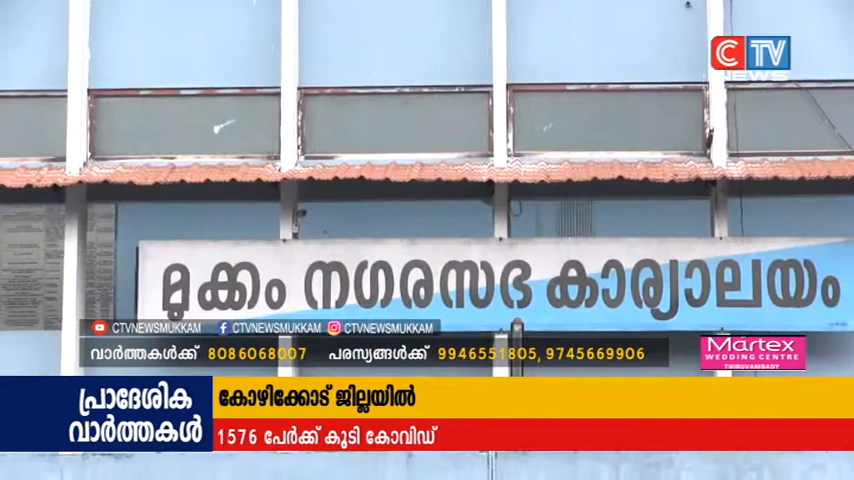 CTV
NEWS
മുക്കം നഗരസഭ കാര്യാലയം
CTVNEWSMUKKAM CTVNEWSMUKKAM CTVNEWSMUKKAM
വാർത്തകൾക്ക് 8086068007 പരസ്യങ്ങൾക്ക് 9946551805, 9745669906
Martex
WEDDING CENTRE
THIRUVAMBADY
പ്രാദേശിക
വാർത്തകൾ
കോഴിക്കോട് ജില്ലയിൽ
1576 പേർക്ക് കൂടി കോവിഡ്